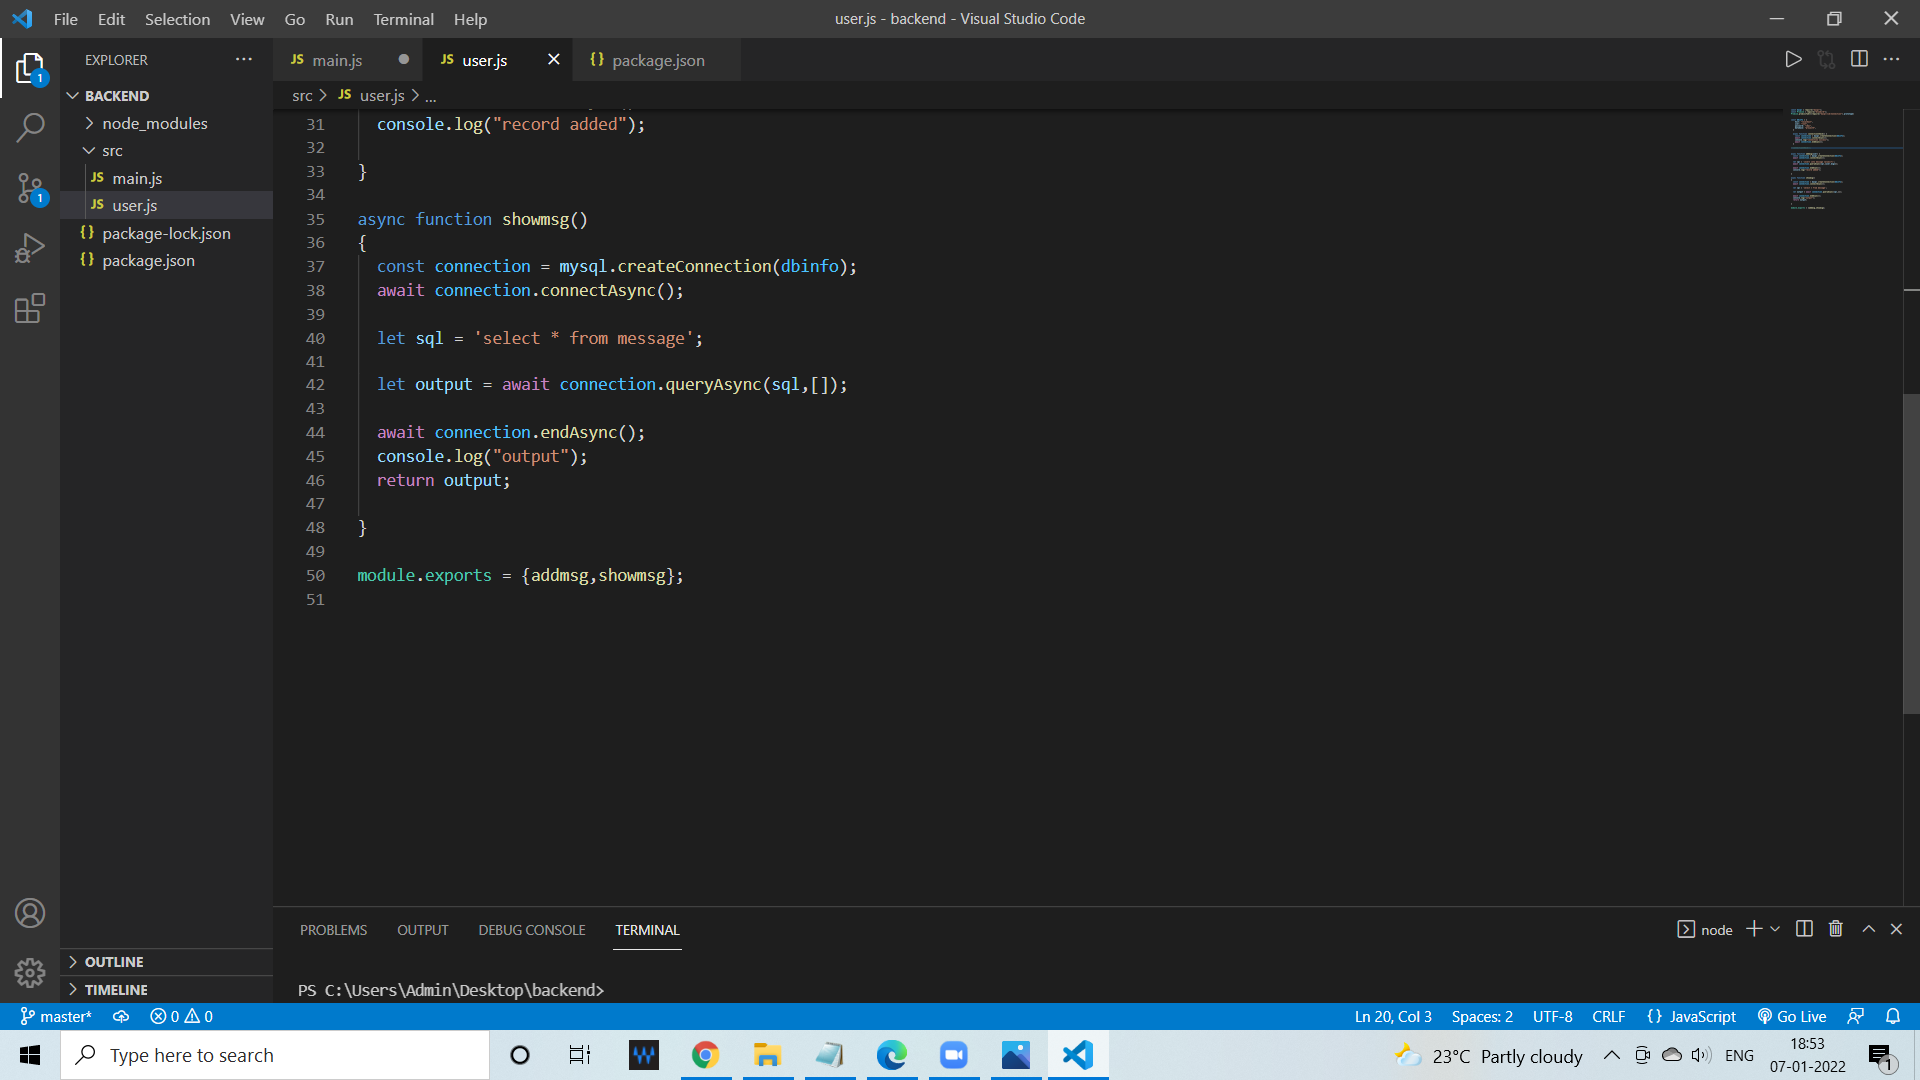 File Edit Selection View Go Run Terminal Help
user.js - backend - Visual Studio Code
EXPLORER
JS main.js
JS user.js
{} package.json
BACKEND
src > JS user.js > ...
node_modules
src
JS main.js
JS user.js
{} package-lock.json
{} package.json
31 console.log("record added");
32
33 }
34
35 async function showmsg()
36 {
37 const connection = mysql.createConnection(dbinfo);
38 await connection.connectAsync();
39
40 let sql = 'select * from message';
41
42 let output = await connection.queryAsync(sql,[]);
43
44 await connection.endAsync();
45 console.log("output");
46 return output;
47
48 }
49
50 module.exports = {addmsg,showmsg};
51
1
1
OUTLINE
TIMELINE
PROBLEMS OUTPUT DEBUG CONSOLE TERMINAL
node
PS C:\Users\Admin\Desktop\backend>
master* 0 0
Ln 20, Col 3 Spaces: 2 UTF-8 CRLF {} JavaScript Go Live
Type here to search
23°C Partly cloudy
ENG
18:53
07-01-2022
1